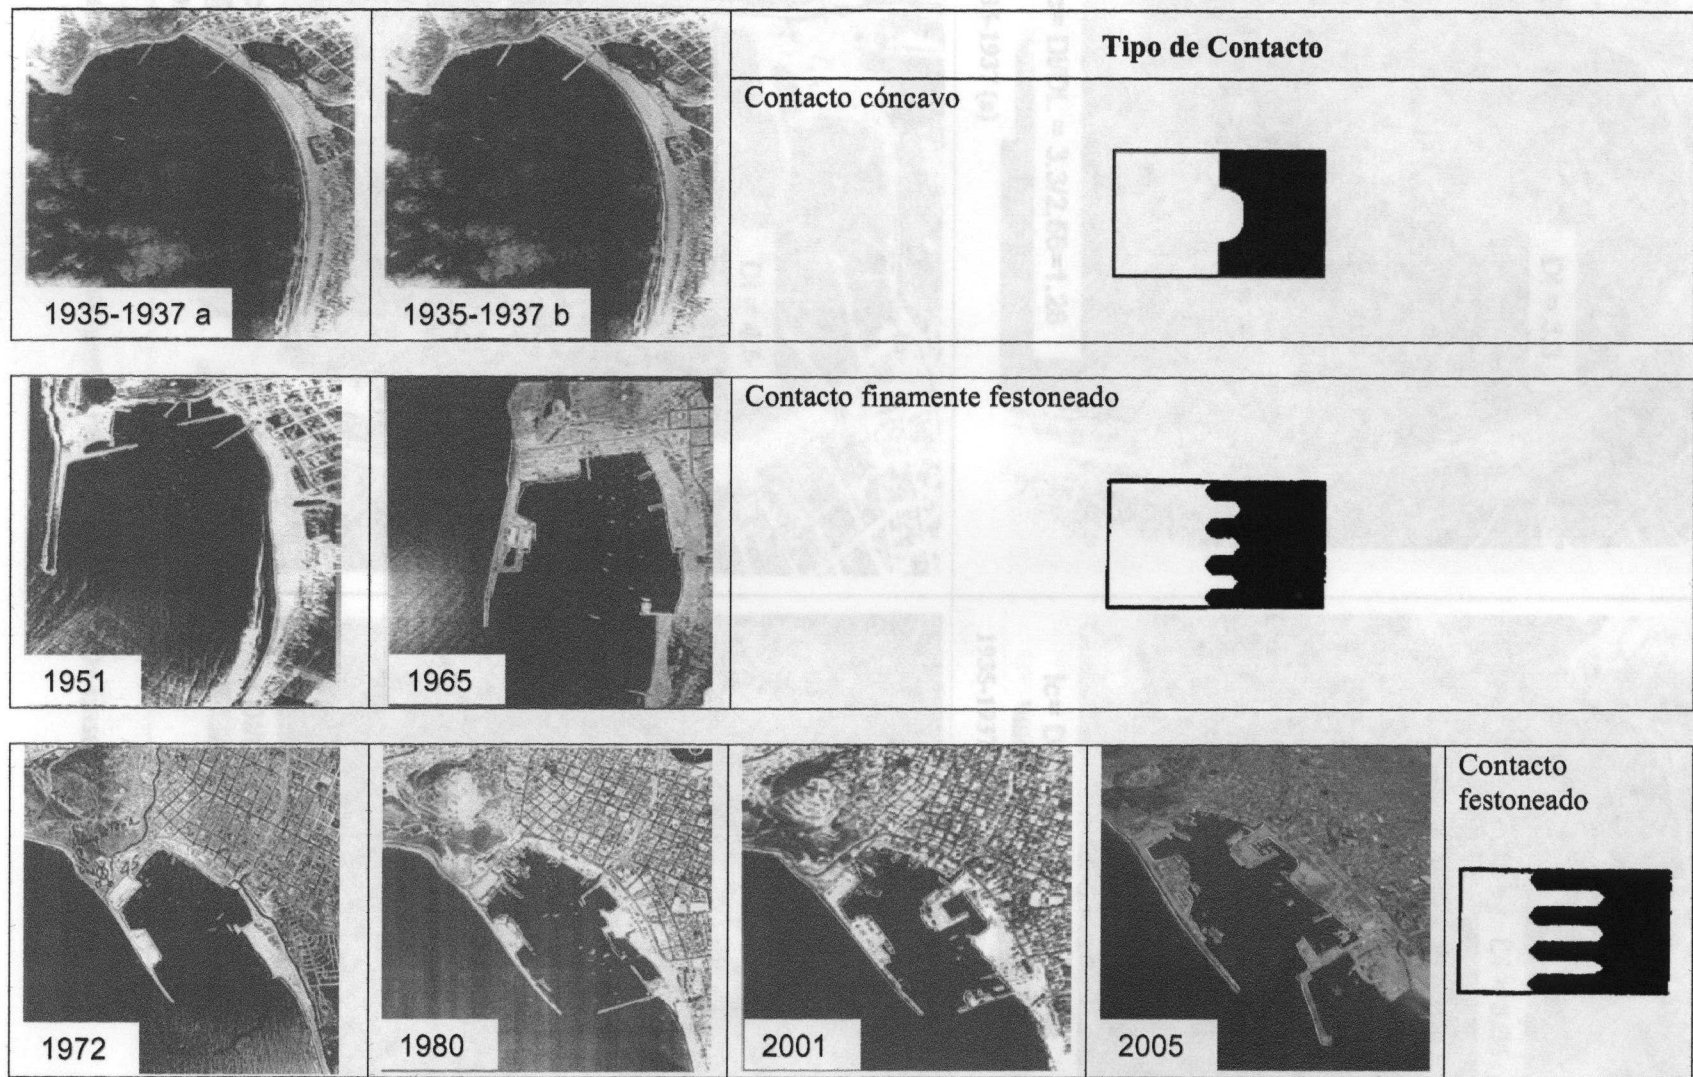 Tipo de Contacto
Contacto cóncavo
1935-1937 a
1935-1937 b
Contacto finamente festoneado
1951
1965
Contacto
festoneado
1972
1980
2001
2005